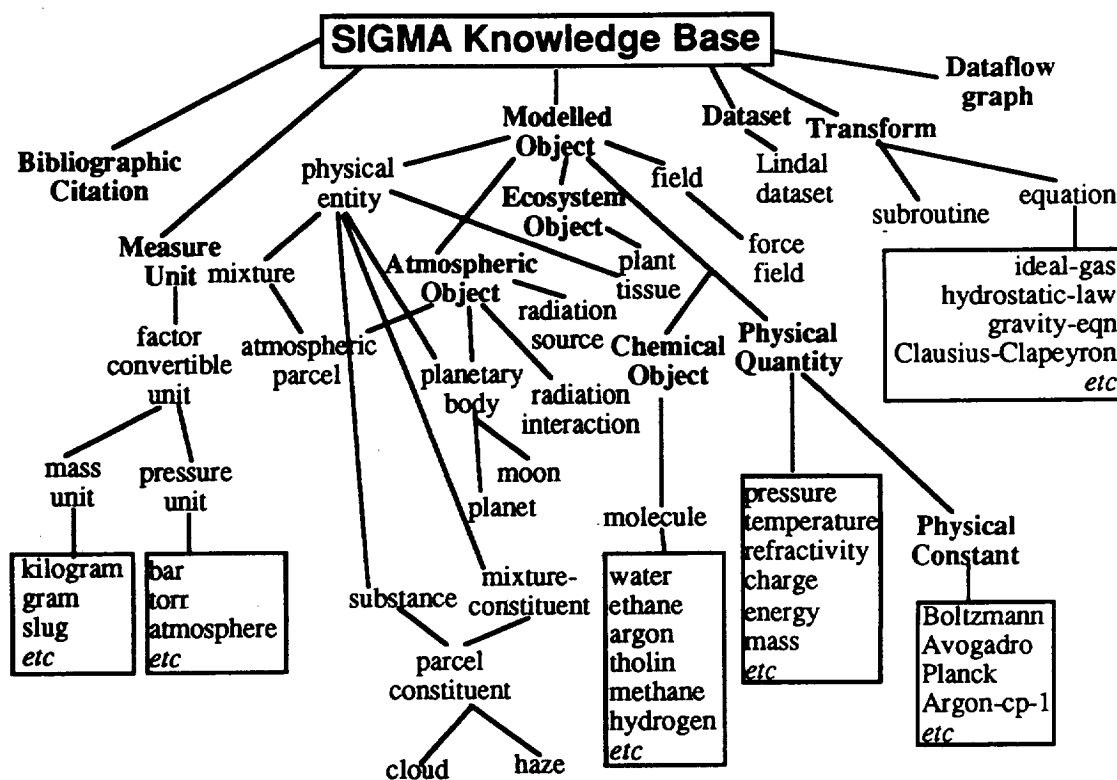 SIGMA Knowledge Base
Bibliographic
Citation
Measure
Unit
factor
convertible
unit
mass
unit
pressure
unit
kilogram
gram
slug
etc
bar
torr
atmosphere
etc
Modelled
Object
physical
entity
mixture
atmospheric
parcel
Atmospheric
Object
planetary
body
moon
planet
radiation
source
radiation
interaction
substance
mixture-
constituent
parcel
constituent
cloud
haze
Ecosystem
Object
plant
tissue
field
force
field
Chemical
Object
molecule
water
ethane
argon
tholin
methane
hydrogen
etc
Physical
Quantity
pressure
temperature
refractivity
charge
energy
mass
etc
Physical
Constant
Boltzmann
Avogadro
Planck
Argon-cp-1
etc
Dataset
Lindal
dataset
Transform
subroutine
equation
ideal-gas
hydrostatic-law
gravity-eqn
Clausius-Clapeyron
etc
Dataflow
graph